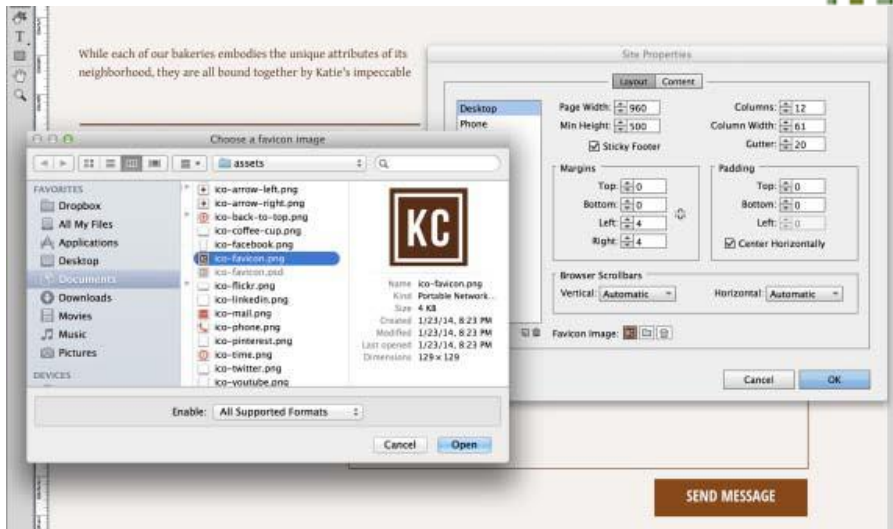 While each of our bakeries embodies the unique attributes of its
neighborhood, they are all bound together by Katie's impeccable
Site Properties
Layout Content
Desktop
Phone
Page Width: 960
Columns: 12
Min Height: 500
Column Width: 61
Sticky Footer
Gutter: 20
Margins
Top: 0
Bottom: 0
Left: 4
Right: 4
Padding
Top: 0
Bottom: 0
Left: 0
Center Horizontally
Browser Scrollbars
Vertical: Automatic
Horizontal: Automatic
Favicon Image:
Cancel OK
Choose a favicon image
assets
FAVORITES
Dropbox
All My Files
Applications
Desktop
Documents
Downloads
Movies
Music
Pictures
DEVICES
ico-arrow-left.png
ico-arrow-right.png
ico-back-to-top.png
ico-coffee-cup.png
ico-facebook.png
ico-favicon.png
ico-favicon.psd
ico-flickr.png
ico-linkedin.png
ico-mail.png
ico-phone.png
ico-pinterest.png
ico-time.png
ico-twitter.png
ico-youtube.png
KC
Name ico-favicon.png
Kind Portable Network...
Size 4 KB
Created 1/23/14, 8:23 PM
Modified 1/23/14, 8:23 PM
Last opened 1/23/14, 8:23 PM
Dimensions 129 × 129
Enable: All Supported Formats
Cancel Open
SEND MESSAGE